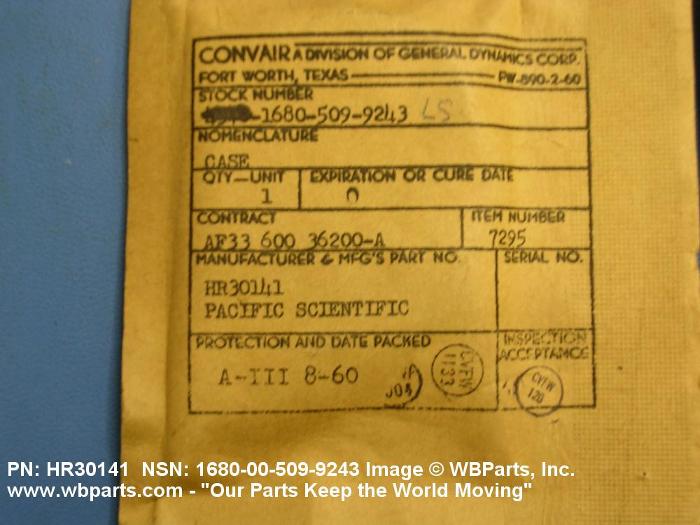 CONVAIR A DIVISION OF GENERAL DYNAMICS CORP.
FORT WORTH, TEXAS PW-890-2-60
STOCK NUMBER
-1680-509-9243 LS
NOMENCLATURE
CASE
QTY-UNIT EXPIRATION OR CURE DATE
1 0
CONTRACT ITEM NUMBER
AF33 600 36200-A 7295
MANUFACTURER & MFG'S PART NO. SERIAL NO.
HR30141
PACIFIC SCIENTIFIC
PROTECTION AND DATE PACKED INSPECTION
ACCEPTANCE
A-III 8-60
CVFW
1133
CVFW
120
PN: HR30141 NSN: 1680-00-509-9243 Image © WBParts, Inc.
www.wbparts.com - "Our Parts Keep the World Moving"